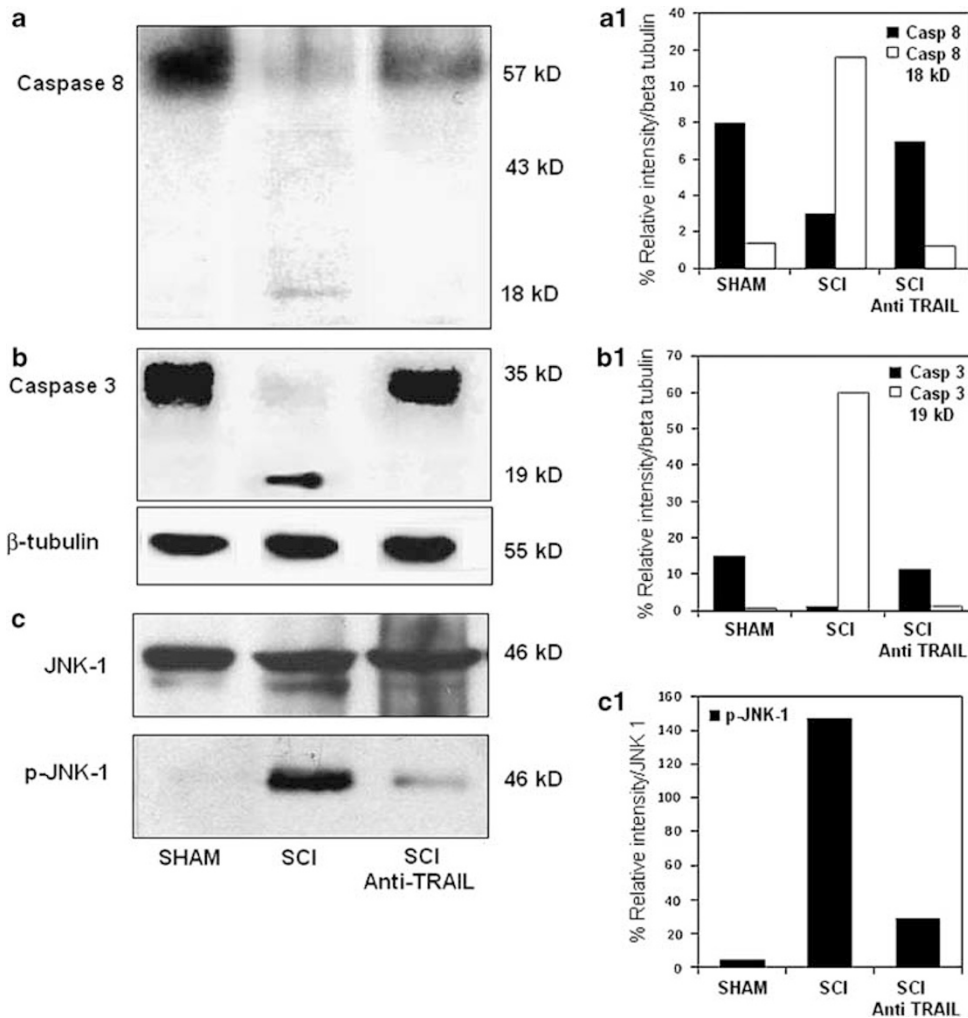 a
Caspase 8
57 kD
43 kD
18 kD
b
Caspase 3
35 kD
19 kD
β-tubulin
55 kD
c
JNK-1
46 kD
p-JNK-1
46 kD
SHAM
SCI
SCI
Anti-TRAIL
a1
% Relative intensity/beta tubulin
40
20
10
8
6
4
2
0
Casp 8
Casp 8
18 kD
SHAM
SCI
SCI
Anti TRAIL
b1
% Relative intensity/beta tubulin
70
60
50
40
30
20
10
0
Casp 3
Casp 3
19 kD
SHAM
SCI
SCI
Anti TRAIL
c1
% Relative intensity/JNK 1
160
140
120
100
80
60
40
20
0
p-JNK-1
SHAM
SCI
SCI
Anti TRAIL